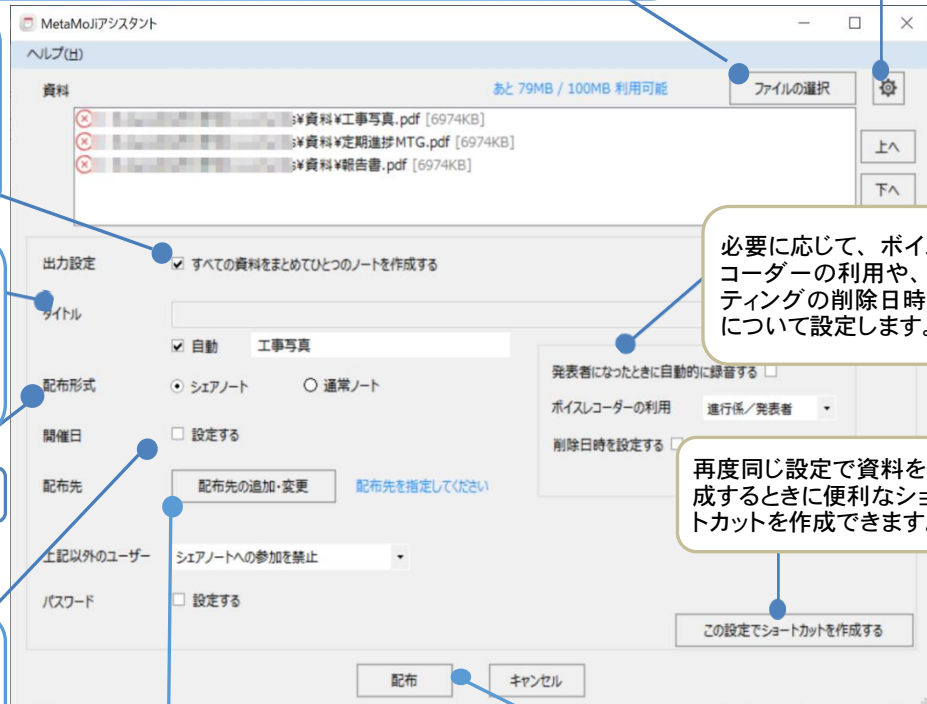 MetaMoJiアシスタント
ヘルプ(H)
資料
あと 79MB / 100MB 利用可能
ファイルの選択
s¥資料¥工事写真.pdf [6974KB]
s¥資料¥定期進捗MTG.pdf [6974KB]
s¥資料¥報告書.pdf [6974KB]
上へ
下へ
必要に応じて、ボイス
コーダーの利用や、
ティングの削除日時
について設定します。
出力設定
すべての資料をまとめてひとつのノートを作成する
タイトル
自動
工事写真
発表者になったときに自動的に録音する
配布形式
シェアノート
通常ノート
ボイスレコーダーの利用
進行係/発表者
開催日
設定する
削除日時を設定する
再度同じ設定で資料を
成するときに便利なショ
トカットを作成できます。
配布先
配布先の追加・変更
配布先を指定してください
上記以外のユーザー
シェアノートへの参加を禁止
パスワード
設定する
この設定でショートカットを作成する
配布
キャンセル